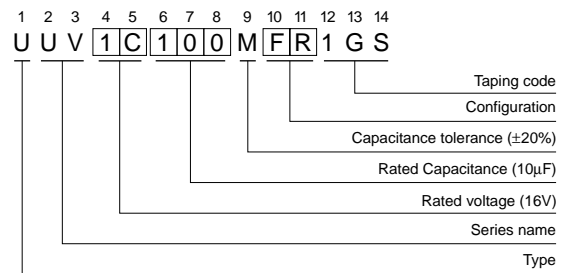 1 2 3 4 5 6 7 8 9 10 11 12 13 14
U U V 1 C 1 0 0 M F R 1 G S
Taping code
Configuration
Capacitance tolerance (±20%)
Rated Capacitance (10µF)
Rated voltage (16V)
Series name
Type